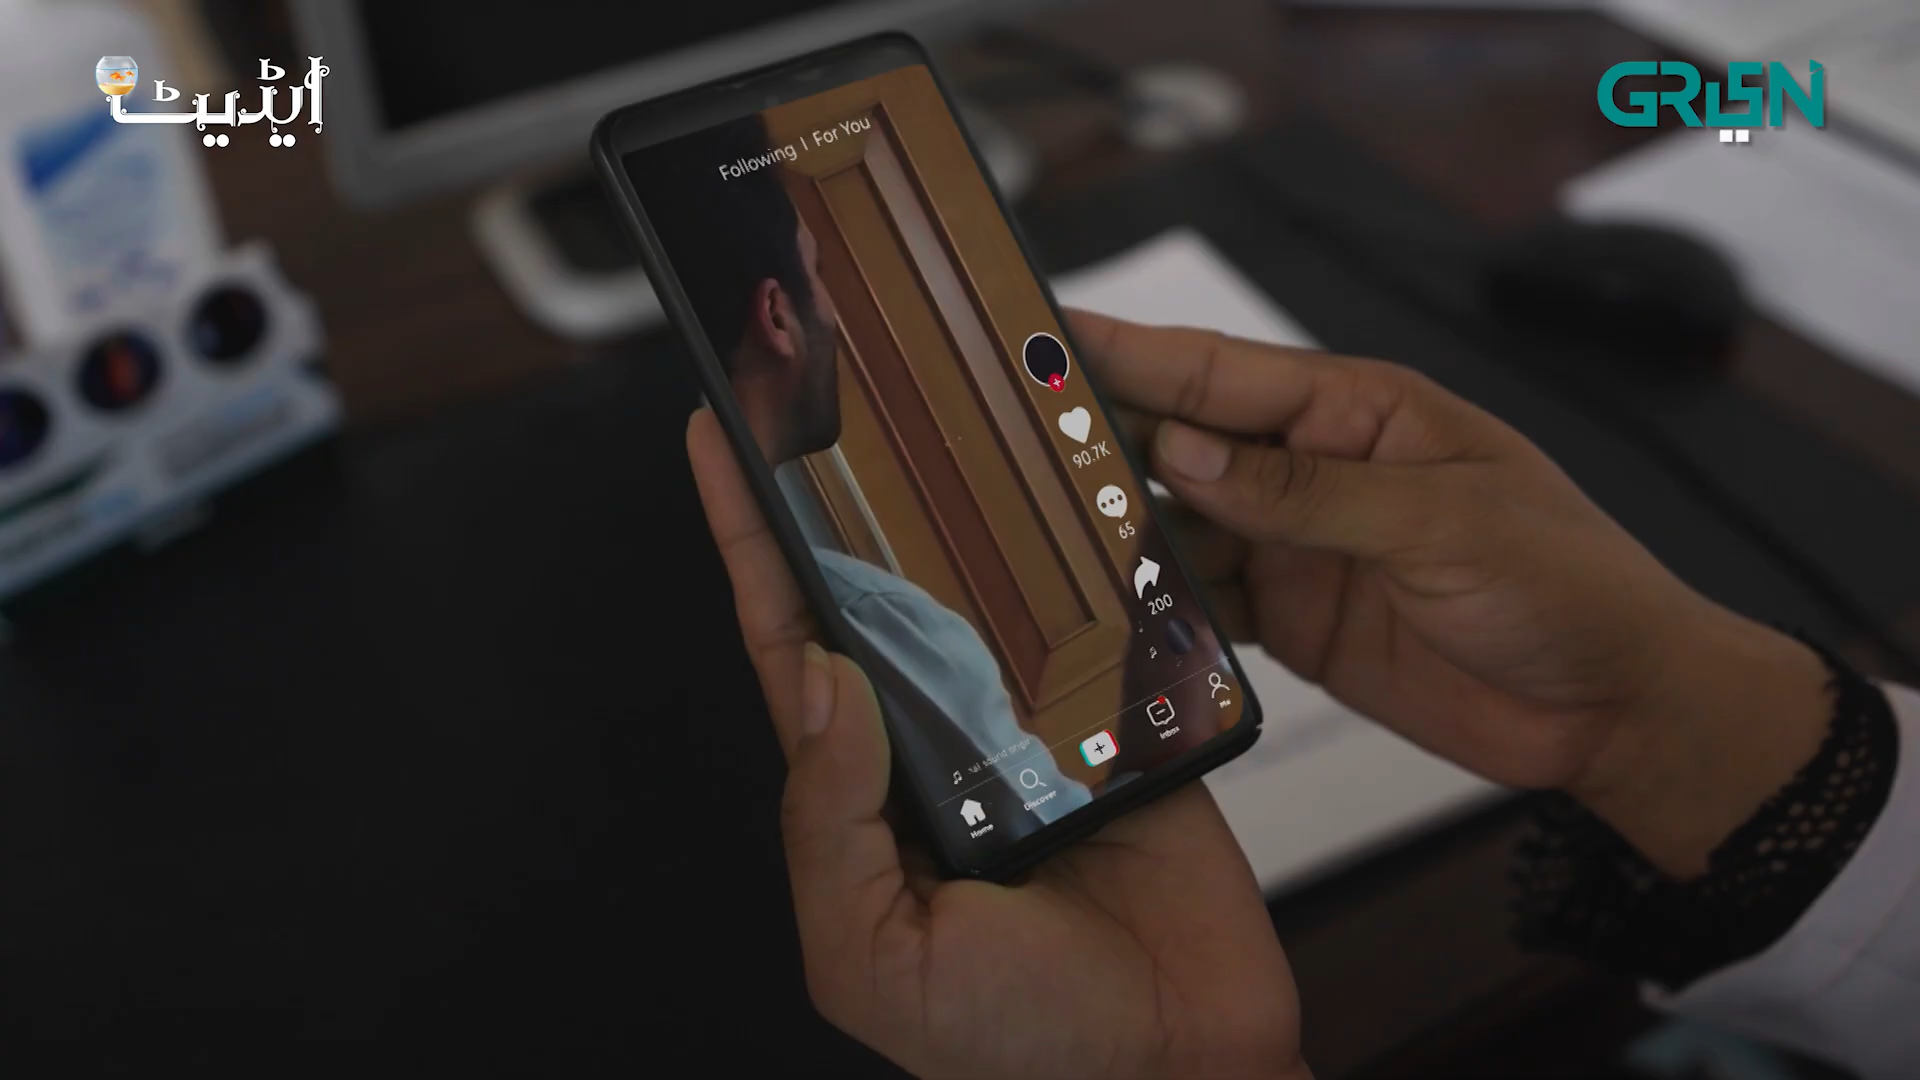 ایڈیٹ
GREEN
Following | For You
90.7K
65
200
Me
Inbox
Discover
Home